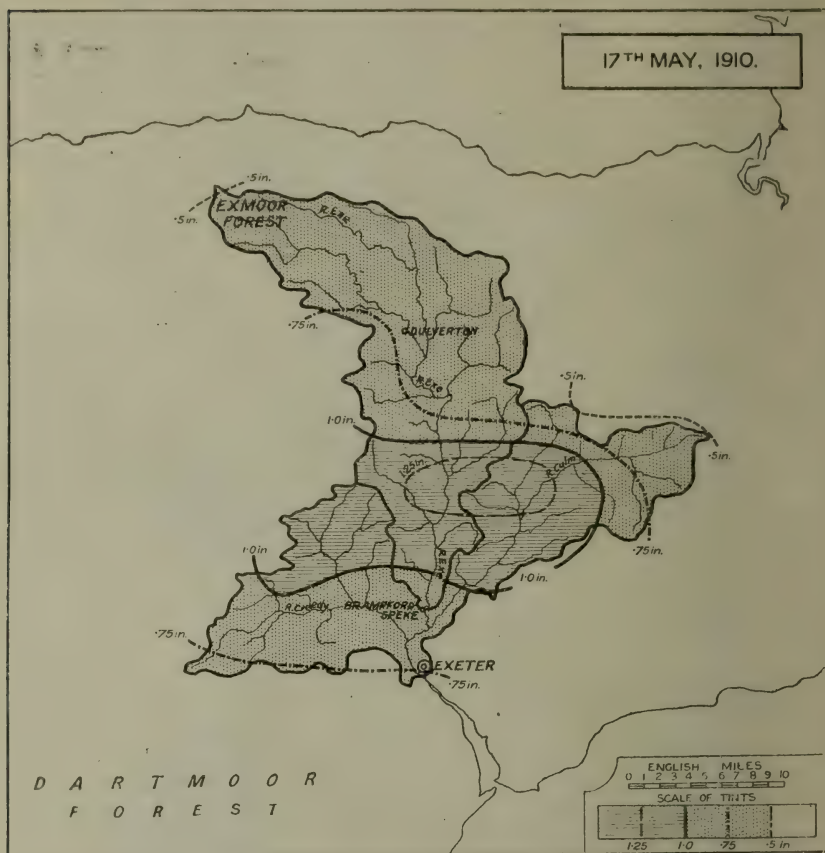 17TH MAY, 1910.
.5in.
.5in.
EXMOOR
FOREST
R. Exe
.75in.
DULVERTON
R. Exe
.5in.
1.0in.
.5in.
1.25in.
R. Culm
.75in.
1.0in
R. Exe
1.0in.
R. Creedy
BRAMPFORD
SPEKE
.75in.
EXETER
.75in.
DARTMOOR
FOREST
ENGLISH MILES
0 1 2 3 4 5 6 7 8 9 10
SCALE OF TINTS
1.25 1.0 .75 .5 in